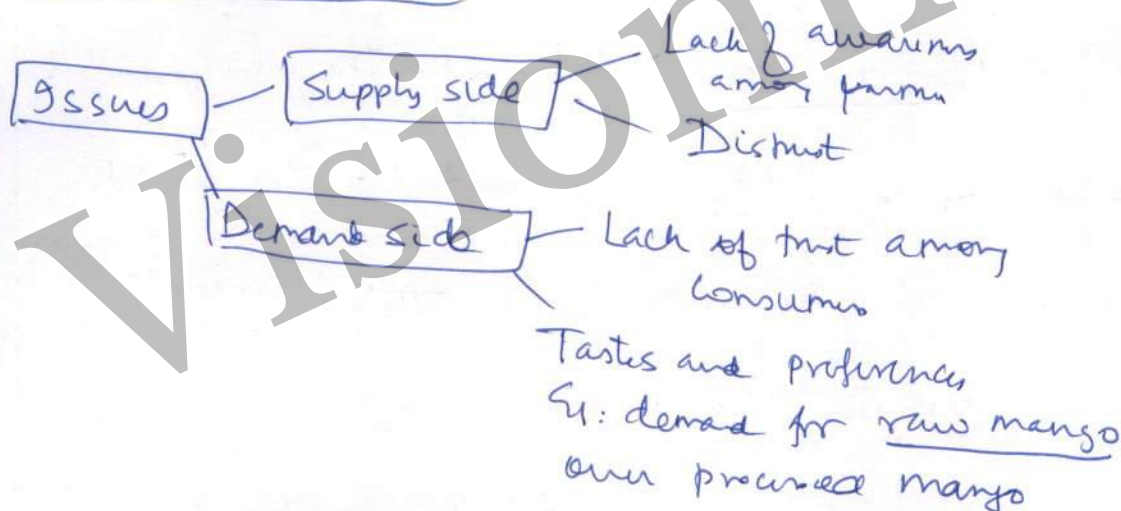 Issues
Supply side
Lack of awareness
among farmers
Distrust
Demand side
Lack of trust among
consumers
Tastes and preferences
Eg: demand for raw mango
over processed mango
Vision